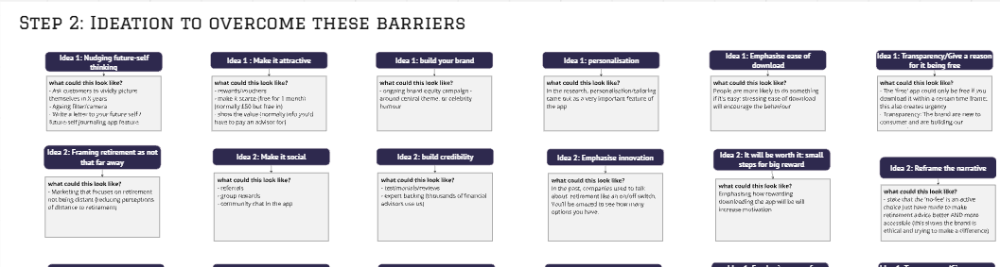 STEP 2: IDEATION TO OVERCOME THESE BARRIERS
Idea 1: Nudging future-self
thinking
what could this look like?
- Ask customers to vividly picture
themselves in X years
- Ageing filter/camera
- Write a letter to your future self /
future self journaling app feature
Idea 1 : Make it attractive
what could this look like?
- rewards/vouchers
- make it scarce (free for 1 month)
(normally £50 but free in)
- show the value (normally info you'd
have to pay an advisor for)
Idea 1: build your brand
what could this look like?
- ongoing brand equity campaign -
around central theme, or celebrity
humour
Idea 1: personalisation
what could this look like?
In the research, personalisation/tailoring
came out as a very important feature of
the app
Idea 1: Emphasise ease of
download
what could this look like?
People are more likely to do something
if it's easy: stressing ease of download
will encourage the behaviour
Idea 1: Transparency/Give a reason
for it being free
what could this look like?
- The 'free' app could only be free if you
download it within a certain time frame,
this also creates urgency
- Transparency: The brand are new to
consumer and are building our
Idea 2: Framing retirement as not
that far away
what could this look like?
- Marketing that focuses on retirement
not being distant (reducing perceptions
of distance to retirement)
Idea 2: Make it social
what could this look like?
- referrals
- group rewards
- community chat in the app
Idea 2: build credibility
what could this look like?
- testimonials/reviews
- expert backing (thousands of financial
advisors use us)
Idea 2: Emphasise innovation
what could this look like?
In the past, companies used to talk
about retirement like an on/off switch.
You'll be amazed to see how many
options you have.
Idea 2: It will be worth it: small
steps for big reward
what could this look like?
Emphasising how rewarding
downloading the app will be will
increase motivation
Idea 2: Reframe the narrative
what could this look like?
- state that the 'no-fee' is an active
choice just have made to make
retirement advice better AND more
accessible (this shows the brand is
ethical and trying to make a difference)